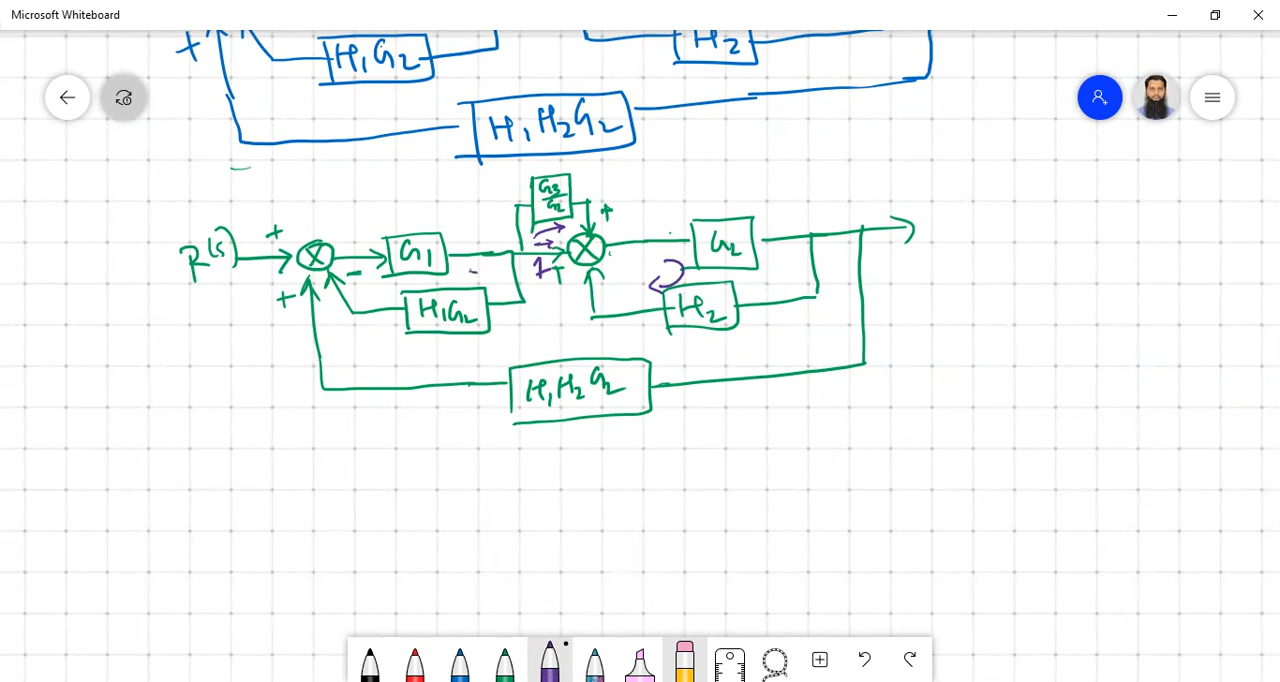 Microsoft Whiteboard
+ H1G2 H2
H1H2G2
G3
G2
R(s) + G1 + G2
- 1 +
+ H1G2 H2
H1H2G2